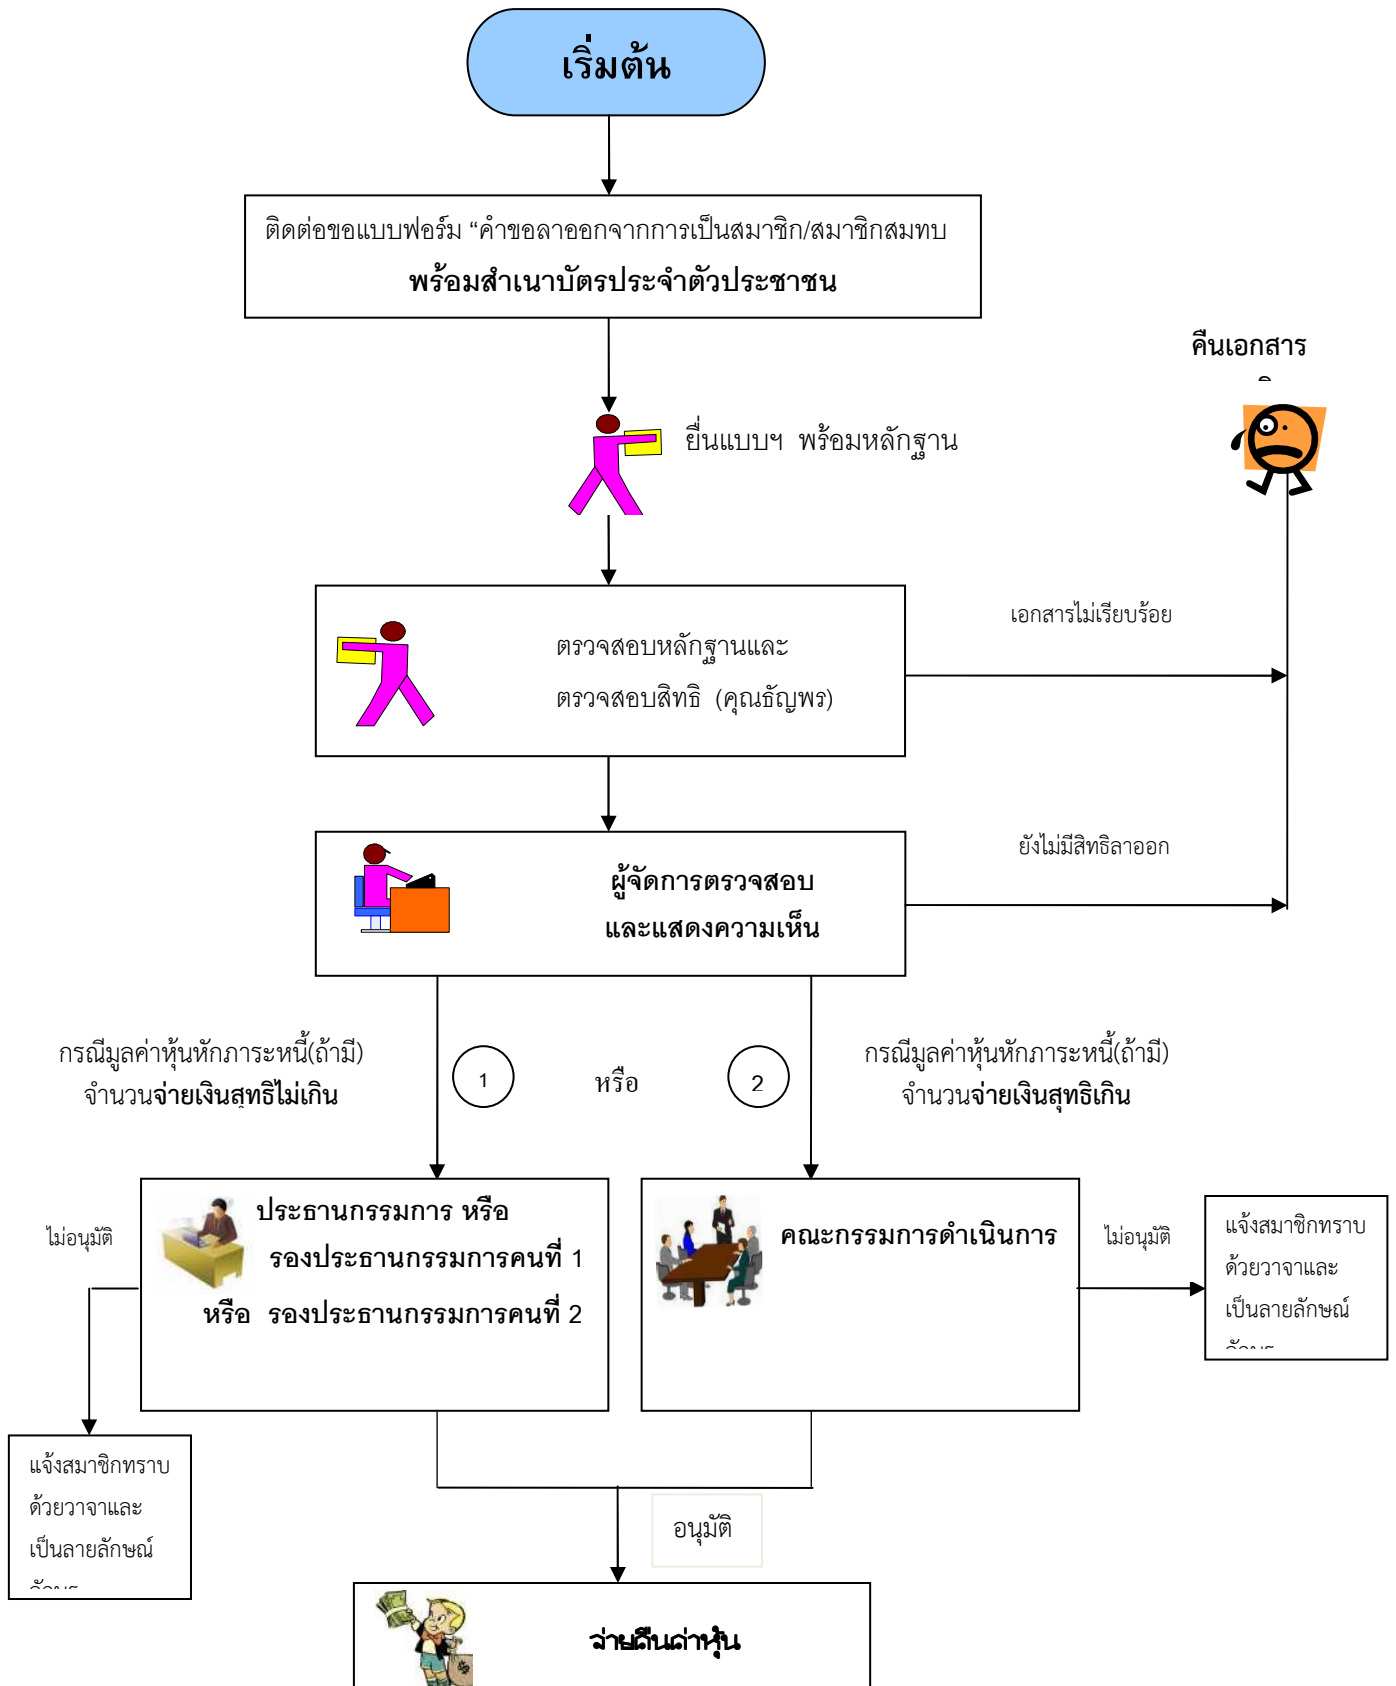 เริ่มต้น
ติดต่อขอแบบฟอร์ม “คำขอลาออกจากการเป็นสมาชิก/สมาชิกสมทบ
พร้อมสำเนาบัตรประจำตัวประชาชน
คืนเอกสาร
ยื่นแบบฯ พร้อมหลักฐาน
ตรวจสอบหลักฐานและ
ตรวจสอบสิทธิ (คุณธัญพร)
เอกสารไม่เรียบร้อย
ผู้จัดการตรวจสอบ
และแสดงความเห็น
ยังไม่มีสิทธิลาออก
กรณีมูลค่าหุ้นหักภาระหนี้(ถ้ามี)
จำนวนจ่ายเงินสุทธิไม่เกิน
1
หรือ
2
กรณีมูลค่าหุ้นหักภาระหนี้(ถ้ามี)
จำนวนจ่ายเงินสุทธิเกิน
ไม่อนุมัติ
ประธานกรรมการ หรือ
รองประธานกรรมการคนที่ 1
หรือ รองประธานกรรมการคนที่ 2
คณะกรรมการดำเนินการ
ไม่อนุมัติ
แจ้งสมาชิกทราบ
ด้วยวาจาและ
เป็นลายลักษณ์
แจ้งสมาชิกทราบ
ด้วยวาจาและ
เป็นลายลักษณ์
อนุมัติ
จ่ายคืนค่าหุ้น